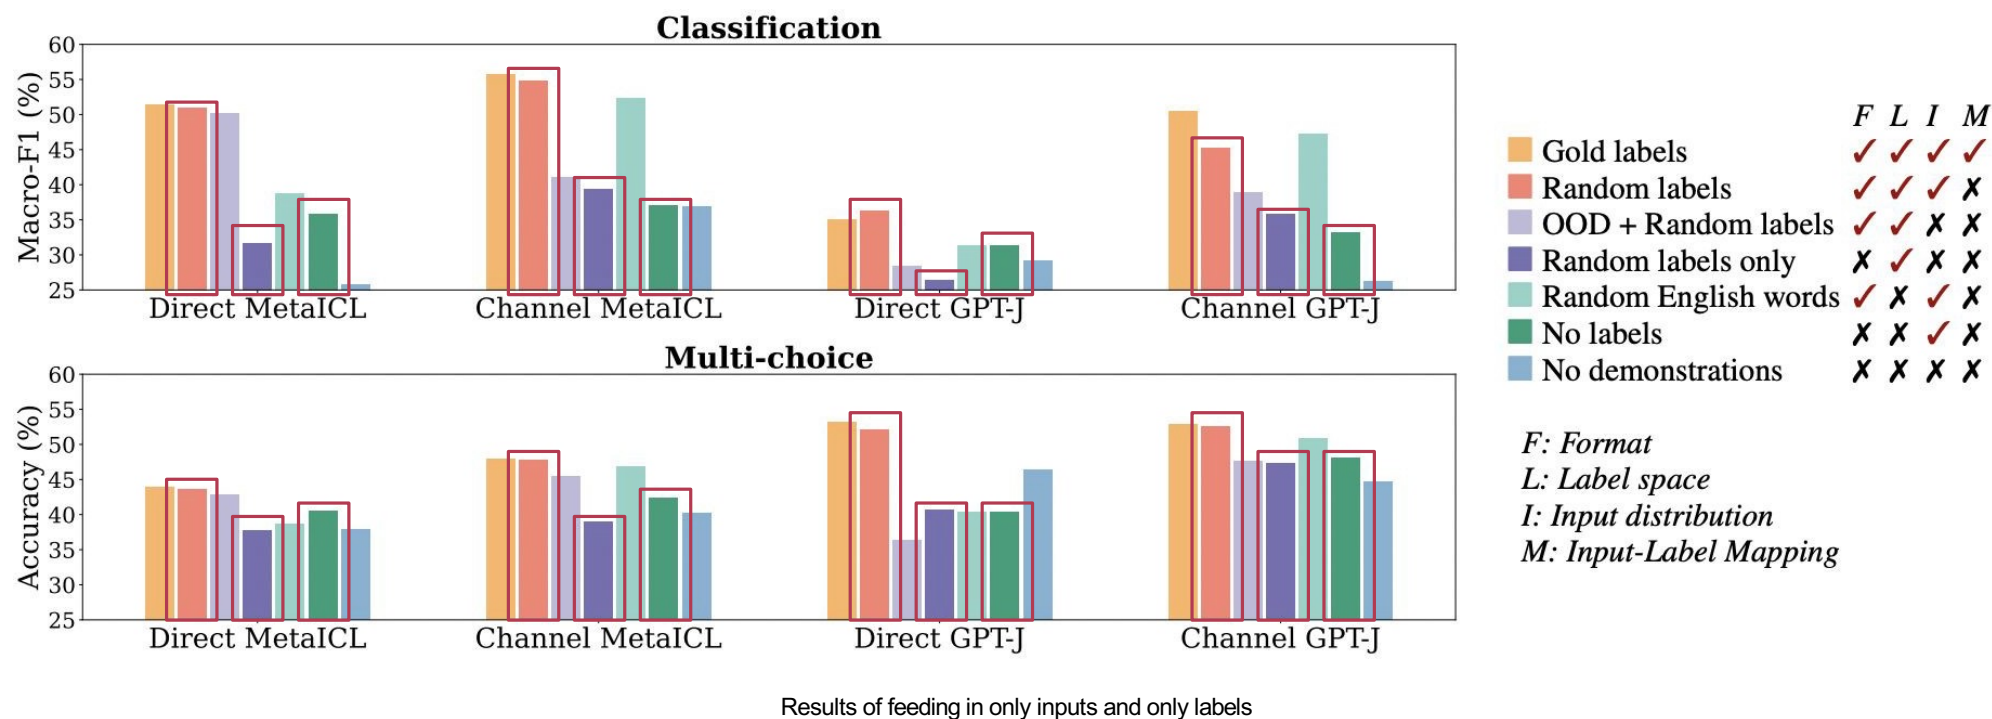 Classification
Macro-F1 (%)
60
55
50
45
40
35
30
25
Direct MetaICL
Channel MetaICL
Direct GPT-J
Channel GPT-J
Multi-choice
Accuracy (%)
60
55
50
45
40
35
30
25
Direct MetaICL
Channel MetaICL
Direct GPT-J
Channel GPT-J
F L I M
Gold labels ✓ ✓ ✓ ✓
Random labels ✓ ✓ ✓ ✗
OOD + Random labels ✓ ✓ ✗ ✗
Random labels only ✗ ✓ ✗ ✗
Random English words ✓ ✗ ✓ ✗
No labels ✗ ✗ ✓ ✗
No demonstrations ✗ ✗ ✗ ✗
F: Format
L: Label space
I: Input distribution
M: Input-Label Mapping
Results of feeding in only inputs and only labels